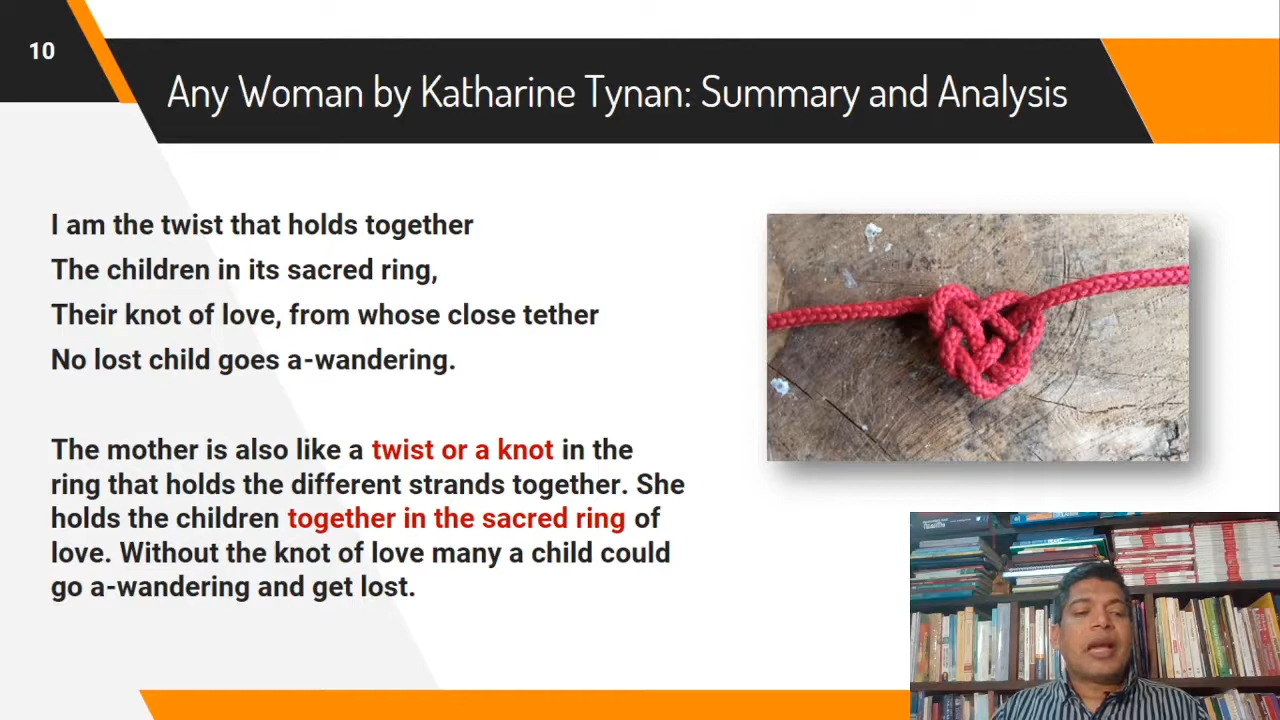 10
Any Woman by Katharine Tynan: Summary and Analysis
I am the twist that holds together
The children in its sacred ring,
Their knot of love, from whose close tether
No lost child goes a-wandering.
The mother is also like a twist or a knot in the
ring that holds the different strands together. She
holds the children together in the sacred ring of
love. Without the knot of love many a child could
go a-wandering and get lost.